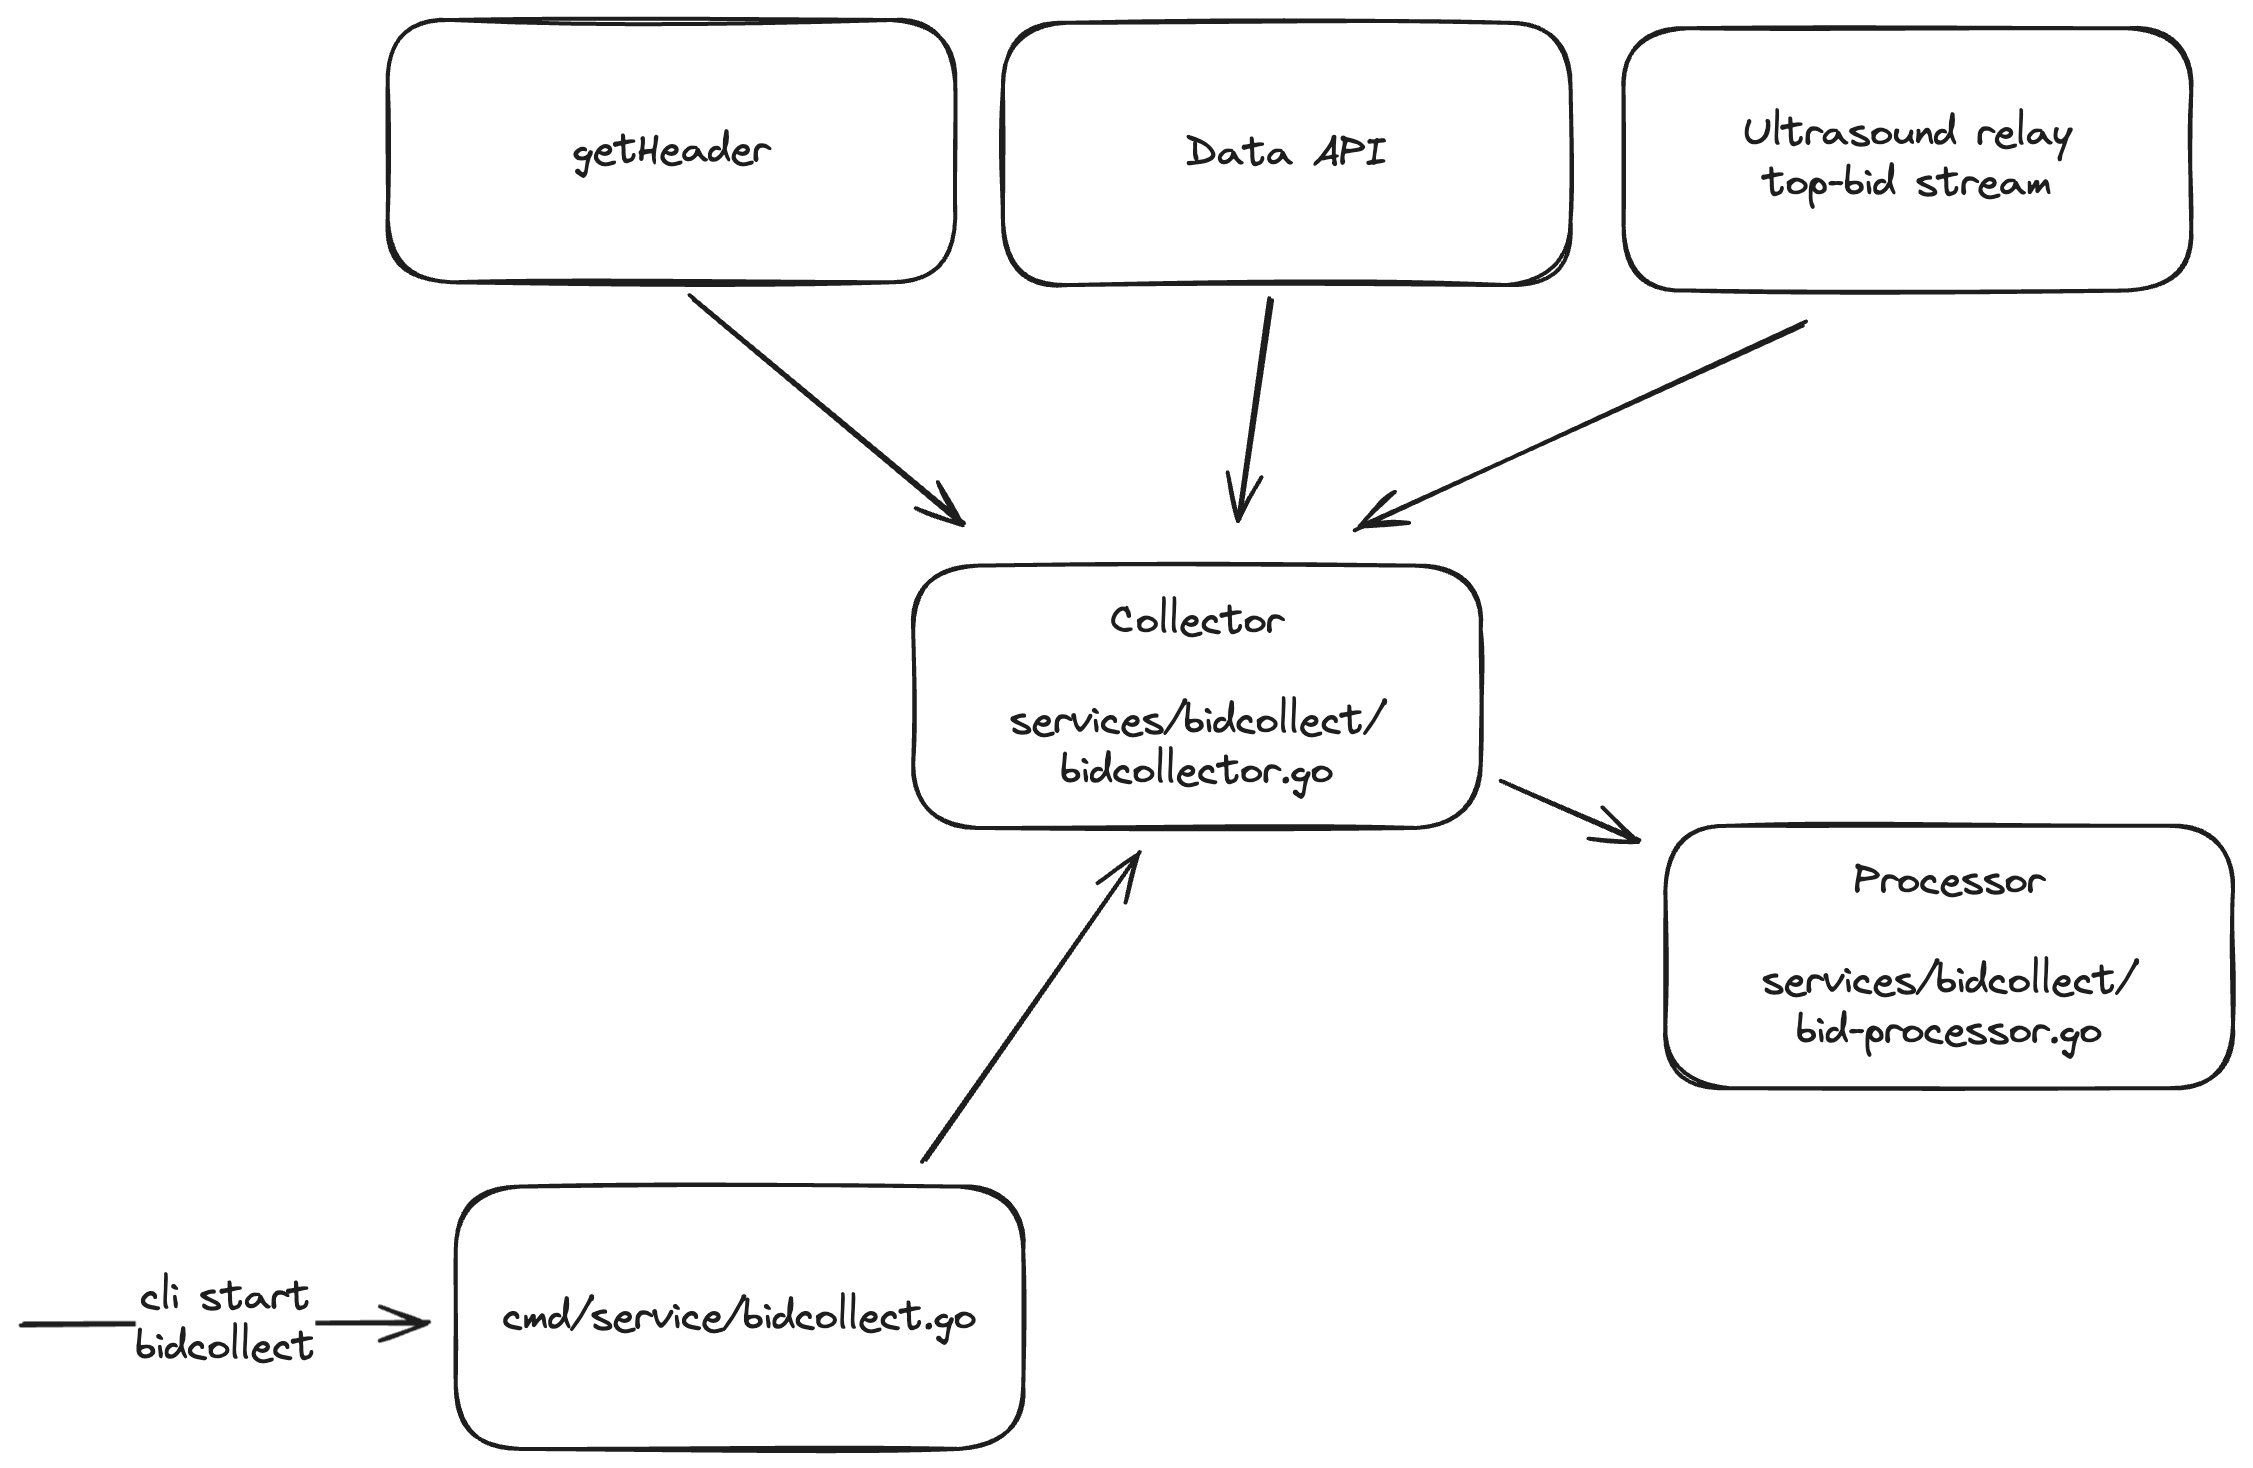 getHeader
Data API
Ultrasound relay
top-bid stream
Collector
services/bidcollect/
bidcollector.go
Processor
services/bidcollect/
bid-processor.go
cli start
bidcollect
cmd/service/bidcollect.go